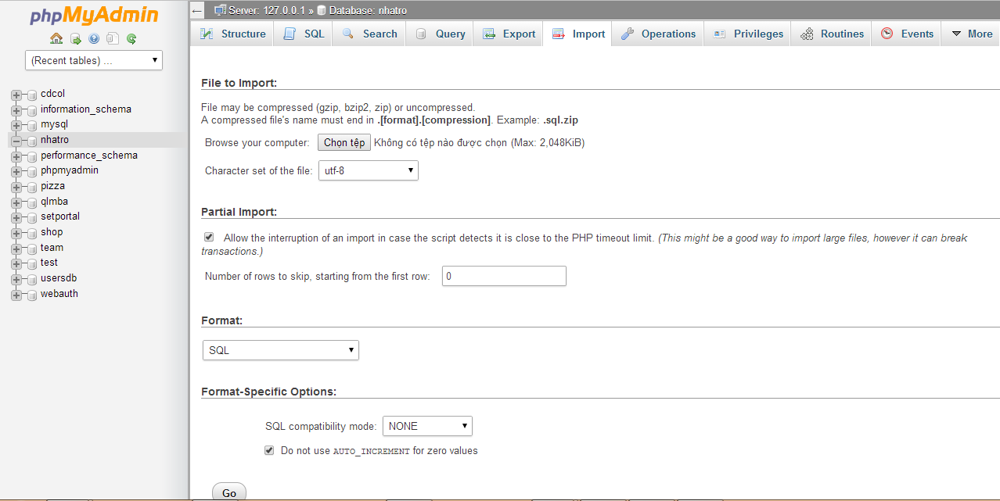 phpMyAdmin
(Recent tables) ...
cdcol
information_schema
mysql
nhatro
performance_schema
phpmyadmin
pizza
qlmba
setportal
shop
team
test
usersdb
webauth
Server: 127.0.0.1 » Database: nhatro
Structure SQL Search Query Export Import Operations Privileges Routines Events More
File to Import:
File may be compressed (gzip, bzip2, zip) or uncompressed.
A compressed file's name must end in .[format].[compression]. Example: .sql.zip
Browse your computer: Chọn tệp Không có tệp nào được chọn (Max: 2,048KiB)
Character set of the file: utf-8
Partial Import:
Allow the interruption of an import in case the script detects it is close to the PHP timeout limit. (This might be a good way to import large files, however it can break
transactions.)
Number of rows to skip, starting from the first row: 0
Format:
SQL
Format-Specific Options:
SQL compatibility mode: NONE
Do not use AUTO_INCREMENT for zero values
Go